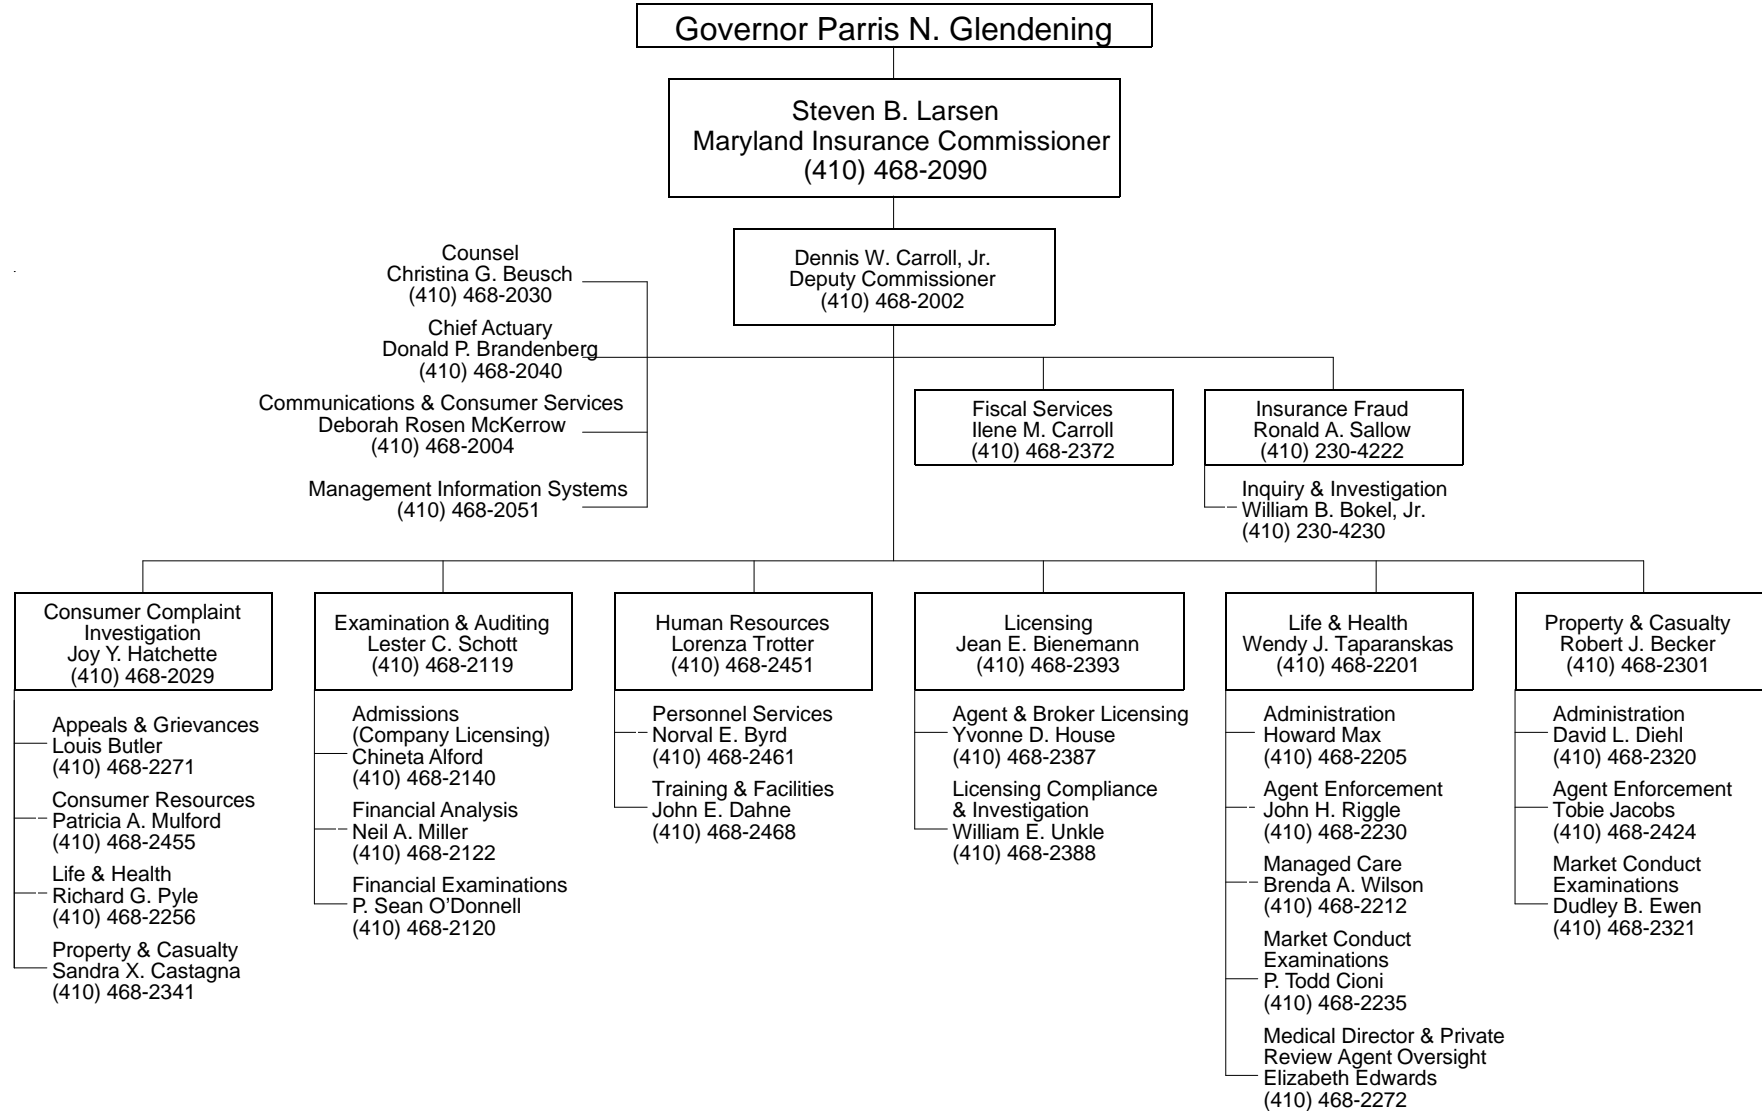 Governor Parris N. Glendening
Steven B. Larsen
Maryland Insurance Commissioner
(410) 468-2090
Dennis W. Carroll, Jr.
Deputy Commissioner
(410) 468-2002
Counsel
Christina G. Beusch
(410) 468-2030
Chief Actuary
Donald P. Brandenberg
(410) 468-2040
Communications & Consumer Services
Deborah Rosen McKerrow
(410) 468-2004
Management Information Systems
(410) 468-2051
Fiscal Services
Ilene M. Carroll
(410) 468-2372
Insurance Fraud
Ronald A. Sallow
(410) 230-4222
Inquiry & Investigation
William B. Bokel, Jr.
(410) 230-4230
Consumer Complaint
Investigation
Joy Y. Hatchette
(410) 468-2029
Appeals & Grievances
Louis Butler
(410) 468-2271
Consumer Resources
Patricia A. Mulford
(410) 468-2455
Life & Health
Richard G. Pyle
(410) 468-2256
Property & Casualty
Sandra X. Castagna
(410) 468-2341
Examination & Auditing
Lester C. Schott
(410) 468-2119
Admissions
(Company Licensing)
Chineta Alford
(410) 468-2140
Financial Analysis
Neil A. Miller
(410) 468-2122
Financial Examinations
P. Sean O’Donnell
(410) 468-2120
Human Resources
Lorenza Trotter
(410) 468-2451
Personnel Services
Norval E. Byrd
(410) 468-2461
Training & Facilities
John E. Dahne
(410) 468-2468
Licensing
Jean E. Bienemann
(410) 468-2393
Agent & Broker Licensing
Yvonne D. House
(410) 468-2387
Licensing Compliance
& Investigation
William E. Unkle
(410) 468-2388
Life & Health
Wendy J. Taparanskas
(410) 468-2201
Administration
Howard Max
(410) 468-2205
Agent Enforcement
John H. Riggle
(410) 468-2230
Managed Care
Brenda A. Wilson
(410) 468-2212
Market Conduct
Examinations
P. Todd Cioni
(410) 468-2235
Medical Director & Private
Review Agent Oversight
Elizabeth Edwards
(410) 468-2272
Property & Casualty
Robert J. Becker
(410) 468-2301
Administration
David L. Diehl
(410) 468-2320
Agent Enforcement
Tobie Jacobs
(410) 468-2424
Market Conduct
Examinations
Dudley B. Ewen
(410) 468-2321